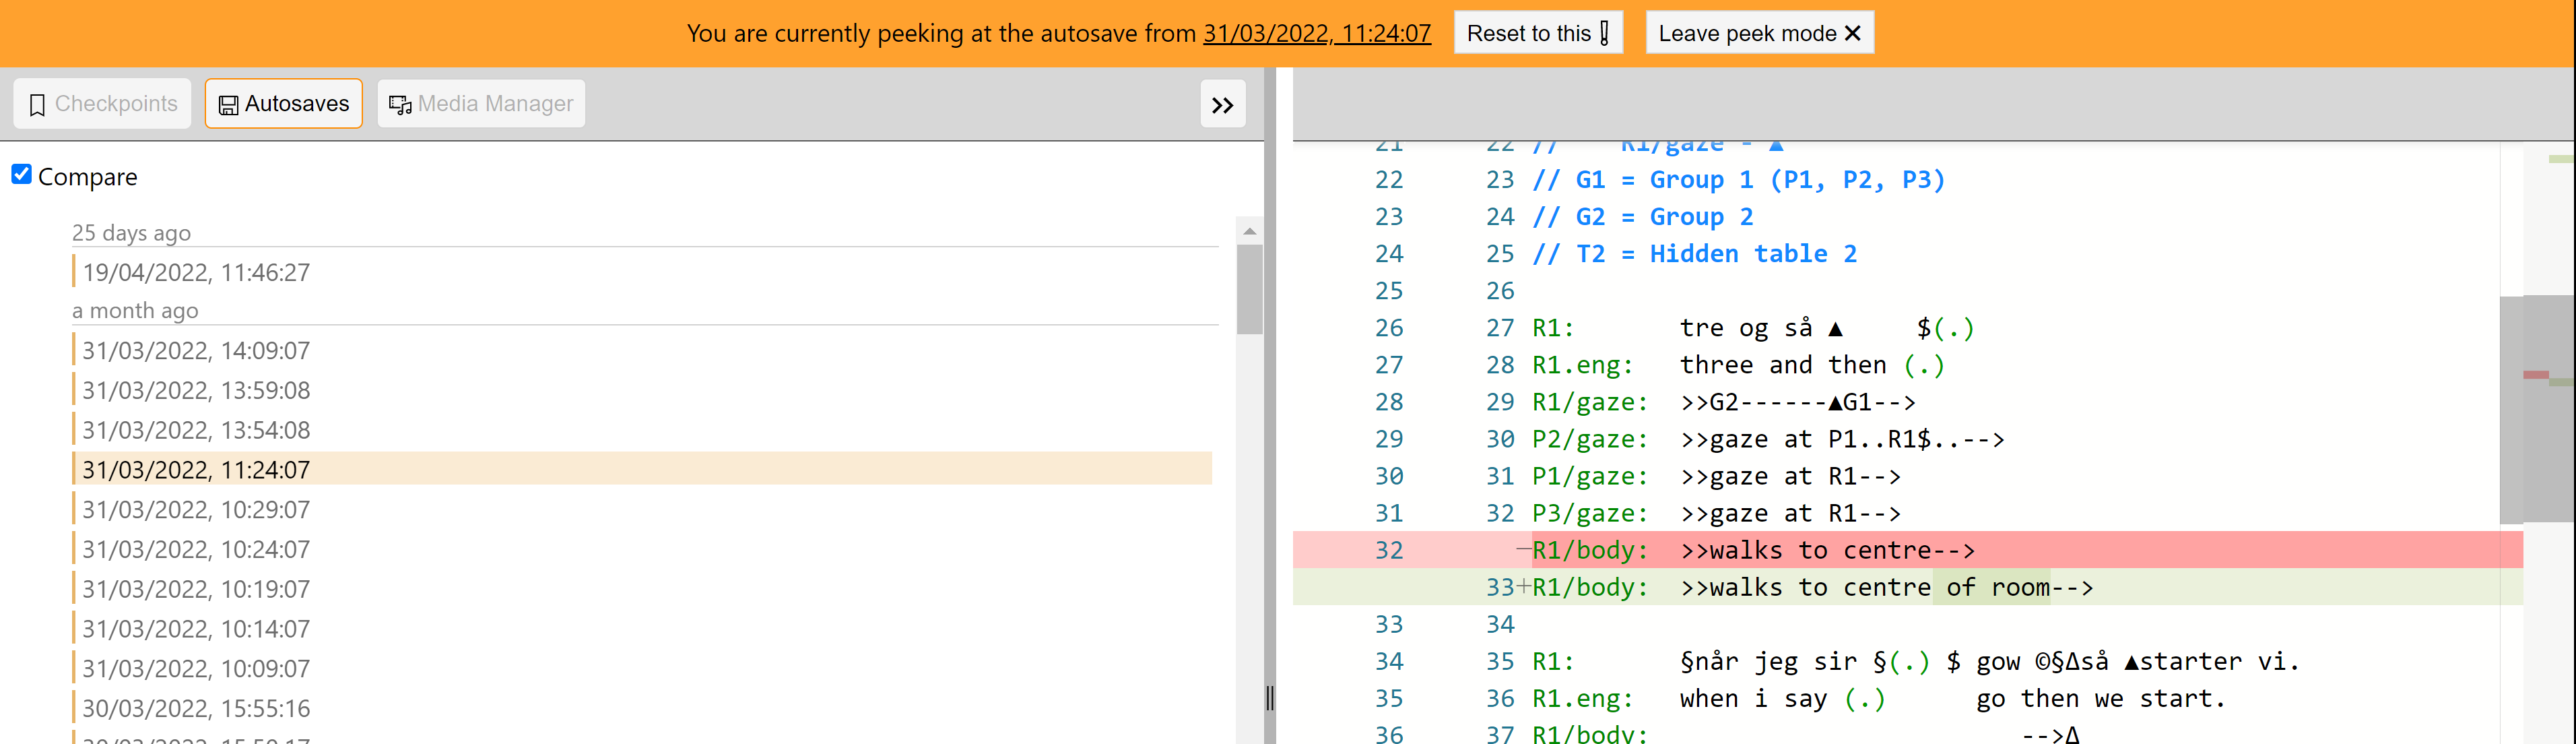 You are currently peeking at the autosave from 31/03/2022, 11:24:07 Reset to this Leave peek mode
Checkpoints Autosaves Media Manager
Compare
25 days ago
19/04/2022, 11:46:27
a month ago
31/03/2022, 14:09:07
31/03/2022, 13:59:08
31/03/2022, 13:54:08
31/03/2022, 11:24:07
31/03/2022, 10:29:07
31/03/2022, 10:24:07
31/03/2022, 10:19:07
31/03/2022, 10:14:07
31/03/2022, 10:09:07
30/03/2022, 15:55:16
21 22 // R1/gaze - ▲
22 23 // G1 = Group 1 (P1, P2, P3)
23 24 // G2 = Group 2
24 25 // T2 = Hidden table 2
25 26
26 27 R1: tre og så ▲ $(.)
27 28 R1.eng: three and then (.)
28 29 R1/gaze: >>G2------▲G1-->
29 30 P2/gaze: >>gaze at P1..R1$..-->
30 31 P1/gaze: >>gaze at R1-->
31 32 P3/gaze: >>gaze at R1-->
32 −R1/body: >>walks to centre-->
33+R1/body: >>walks to centre of room-->
33 34
34 35 R1: §når jeg sir §(.) $ gow ©§∆så ▲starter vi.
35 36 R1.eng: when i say (.) go then we start.
36 37 R1/body: -->∆